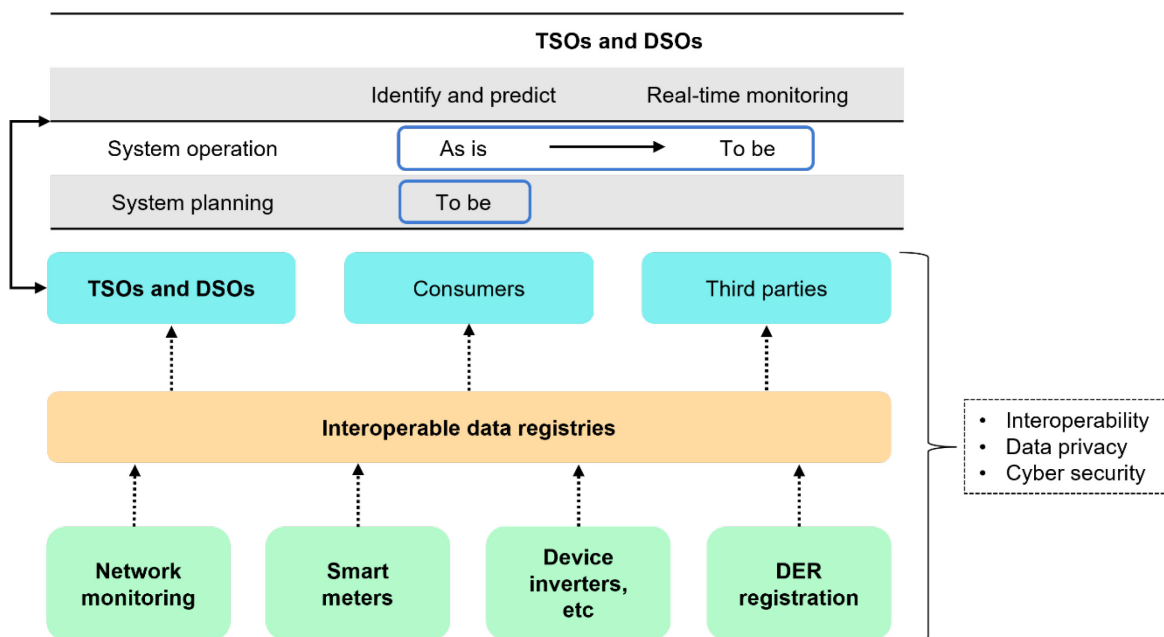 TSOs and DSOs
Identify and predict Real-time monitoring
System operation As is To be
System planning To be
TSOs and DSOs Consumers Third parties
Interoperable data registries
• Interoperability
• Data privacy
• Cyber security
Network
monitoring
Smart
meters
Device
inverters,
etc
DER
registration